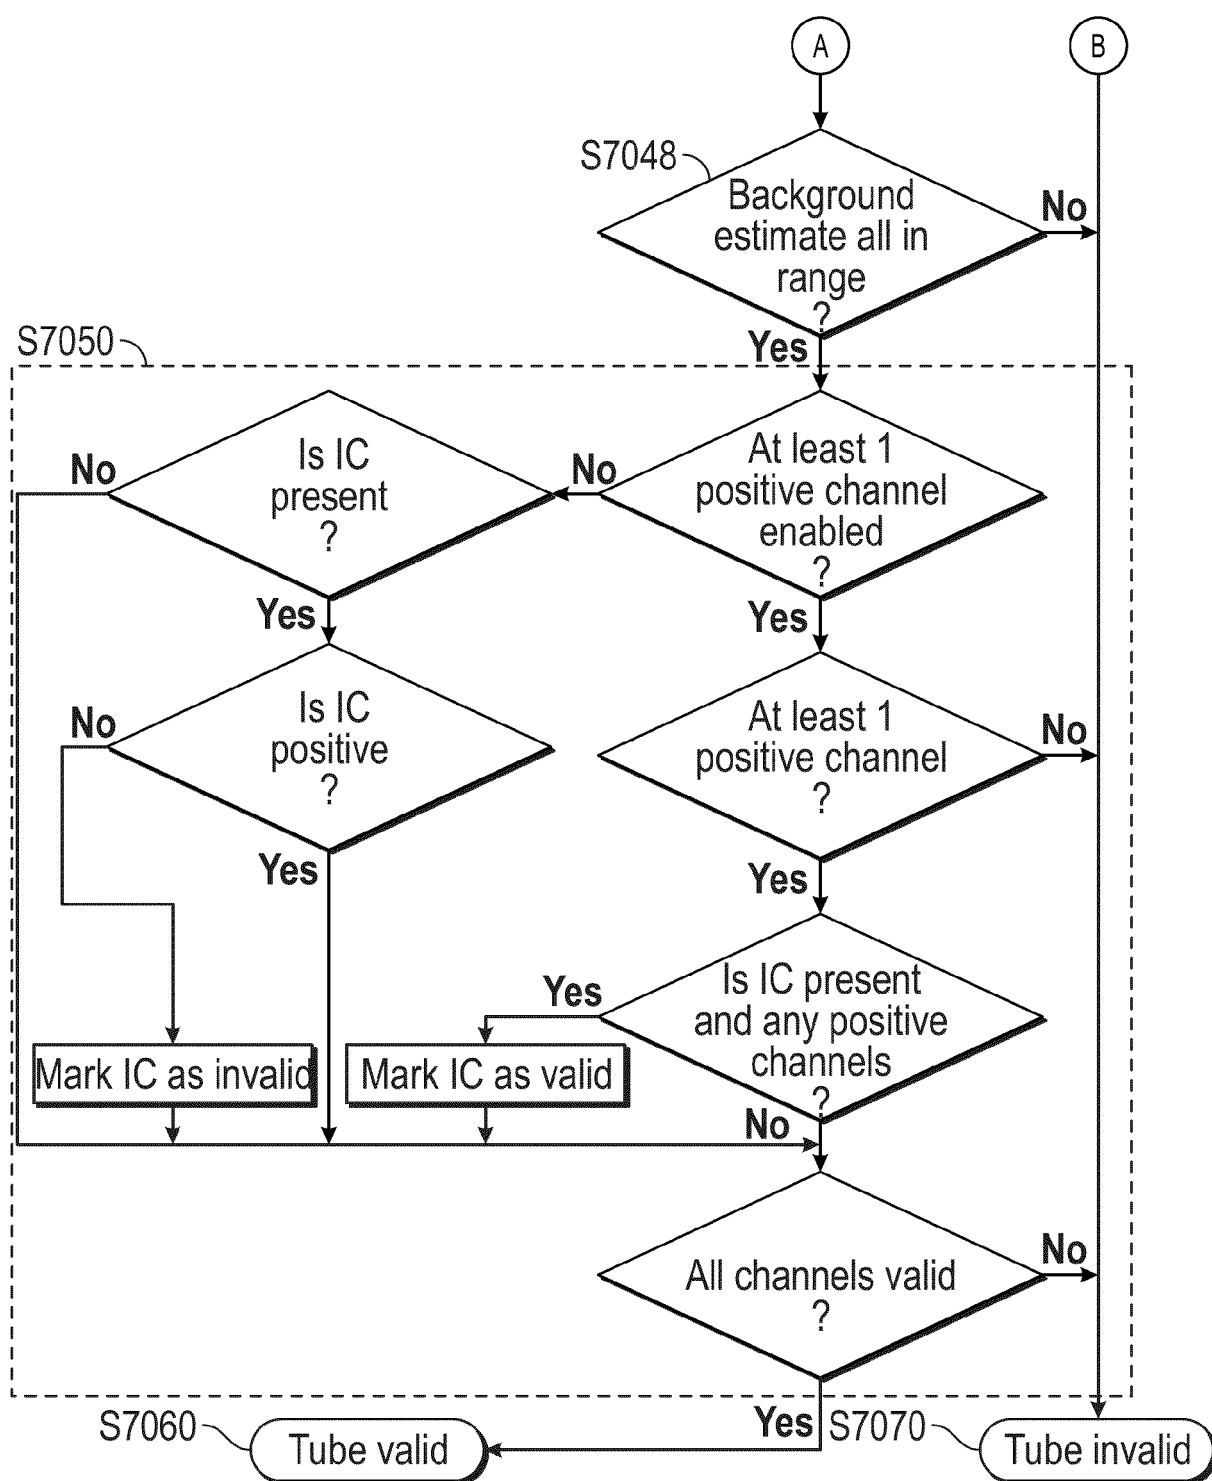 A
B
S7048
Background
estimate all in
range
?
No
Yes
S7050
Is IC
present
?
No
No
At least 1
positive channel
enabled
?
Yes
Yes
Is IC
positive
?
No
At least 1
positive channel
?
No
Yes
Yes
Is IC present
and any positive
channels
?
Yes
Mark IC as invalid
Mark IC as valid
No
All channels valid
?
No
Yes
S7060
Tube valid
S7070
Tube invalid